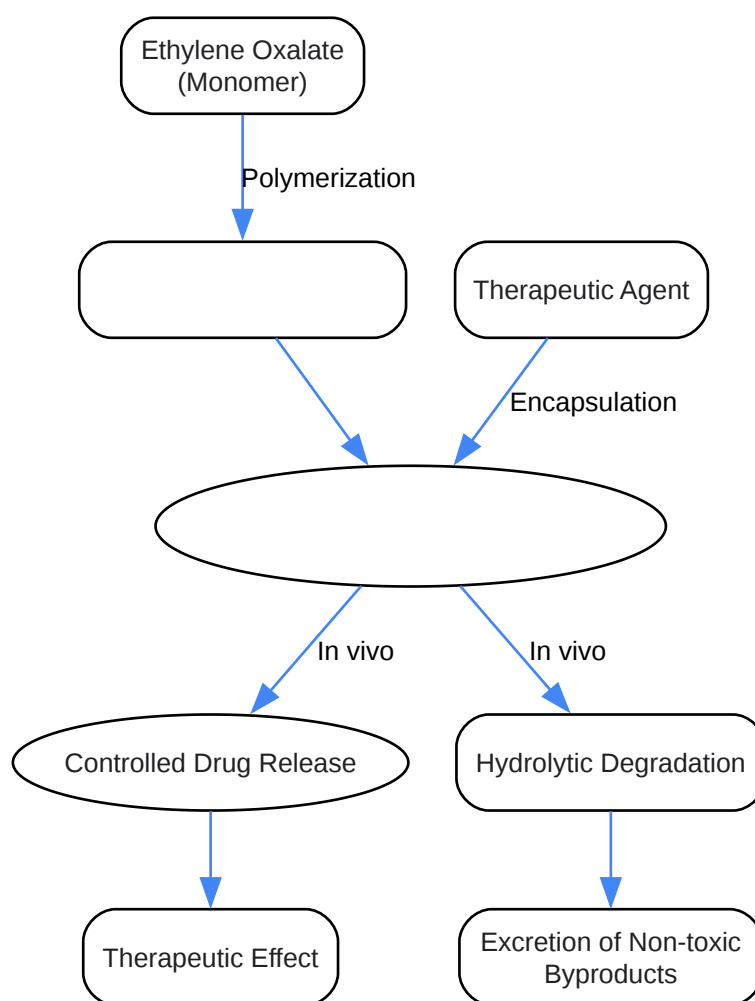 Ethylene Oxalate
(Monomer)
Polymerization
Therapeutic Agent
Encapsulation
In vivo
In vivo
Controlled Drug Release
Hydrolytic Degradation
Therapeutic Effect
Excretion of Non-toxic
Byproducts